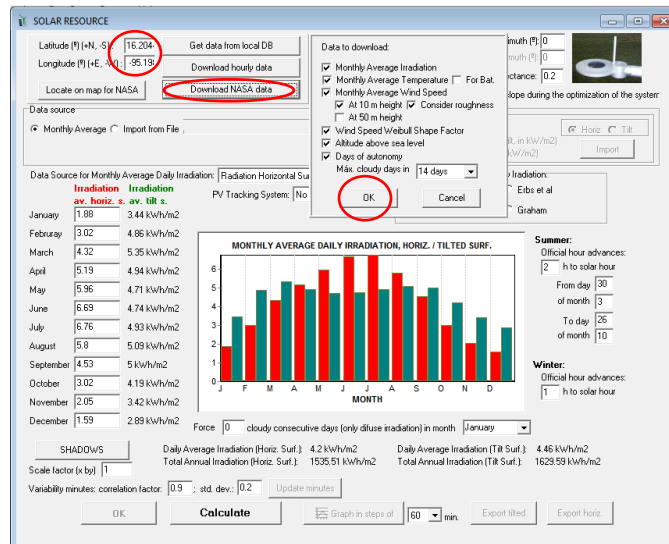 SOLAR RESOURCE
Latitude (º) (+N, -S): 16.204
Longitude (º) (+E, -W): -95.198
Get data from local DB
Download hourly data
Locate on map for NASA
Download NASA data
Data to download:
Monthly Average Irradiation
Monthly Average Temperature For Bat.
Monthly Average Wind Speed
At 10 m height Consider roughness
At 50 m height
Wind Speed Weibull Shape Factor
Altitude above sea level
Days of autonomy
Máx. cloudy days in 14 days
OK Cancel
imuth (º): 0
muth (º): 0
ectance: 0.2
slope during the optimization of the system
Data source
Monthly Average Import from File
Horiz Tilt
ilt, in kW/m2)
kW/m2) Import
Data Source for Monthly Average Daily Irradiation: Radiation Horizontal Sur
PV Tracking System: No
y Irradiation:
Erbs et al
Graham
Irradiation Irradiation
av. horiz. s. av. tilt s.
January 1.88 3.44 kWh/m2
Februray 3.02 4.86 kWh/m2
March 4.32 5.35 kWh/m2
April 5.19 4.94 kWh/m2
May 5.96 4.71 kWh/m2
June 6.69 4.74 kWh/m2
July 6.76 4.93 kWh/m2
August 5.8 5.09 kWh/m2
September 4.53 5 kWh/m2
October 3.02 4.19 kWh/m2
November 2.05 3.42 kWh/m2
December 1.59 2.89 kWh/m2
MONTHLY AVERAGE DAILY IRRADIATION, HORIZ. / TILTED SURF.
6
5
4
3
2
1
0
J F M A M J J A S O N D
MONTH
Summer:
Official hour advances:
2 h to solar hour
From day 30
of month 3
To day 26
of month 10
Winter:
Official hour advances:
1 h to solar hour
Force 0 cloudy consecutive days (only difuse irradiation) in month January
SHADOWS
Scale factor (x by) 1
Daily Average Irradiation (Horiz. Surf.): 4.2 kWh/m2 Daily Average Irradiation (Tilt Surf.): 4.46 kWh/m2
Total Annual Irradiation (Horiz. Surf.): 1535.51 kWh/m2 Total Annual Irradiation (Tilt Surf.): 1629.59 kWh/m2
Variability minutes: correlation factor: 0.9 ; std. dev.: 0.2 Update minutes
OK Calculate Graph in steps of 60 min. Export tilted Export horiz.